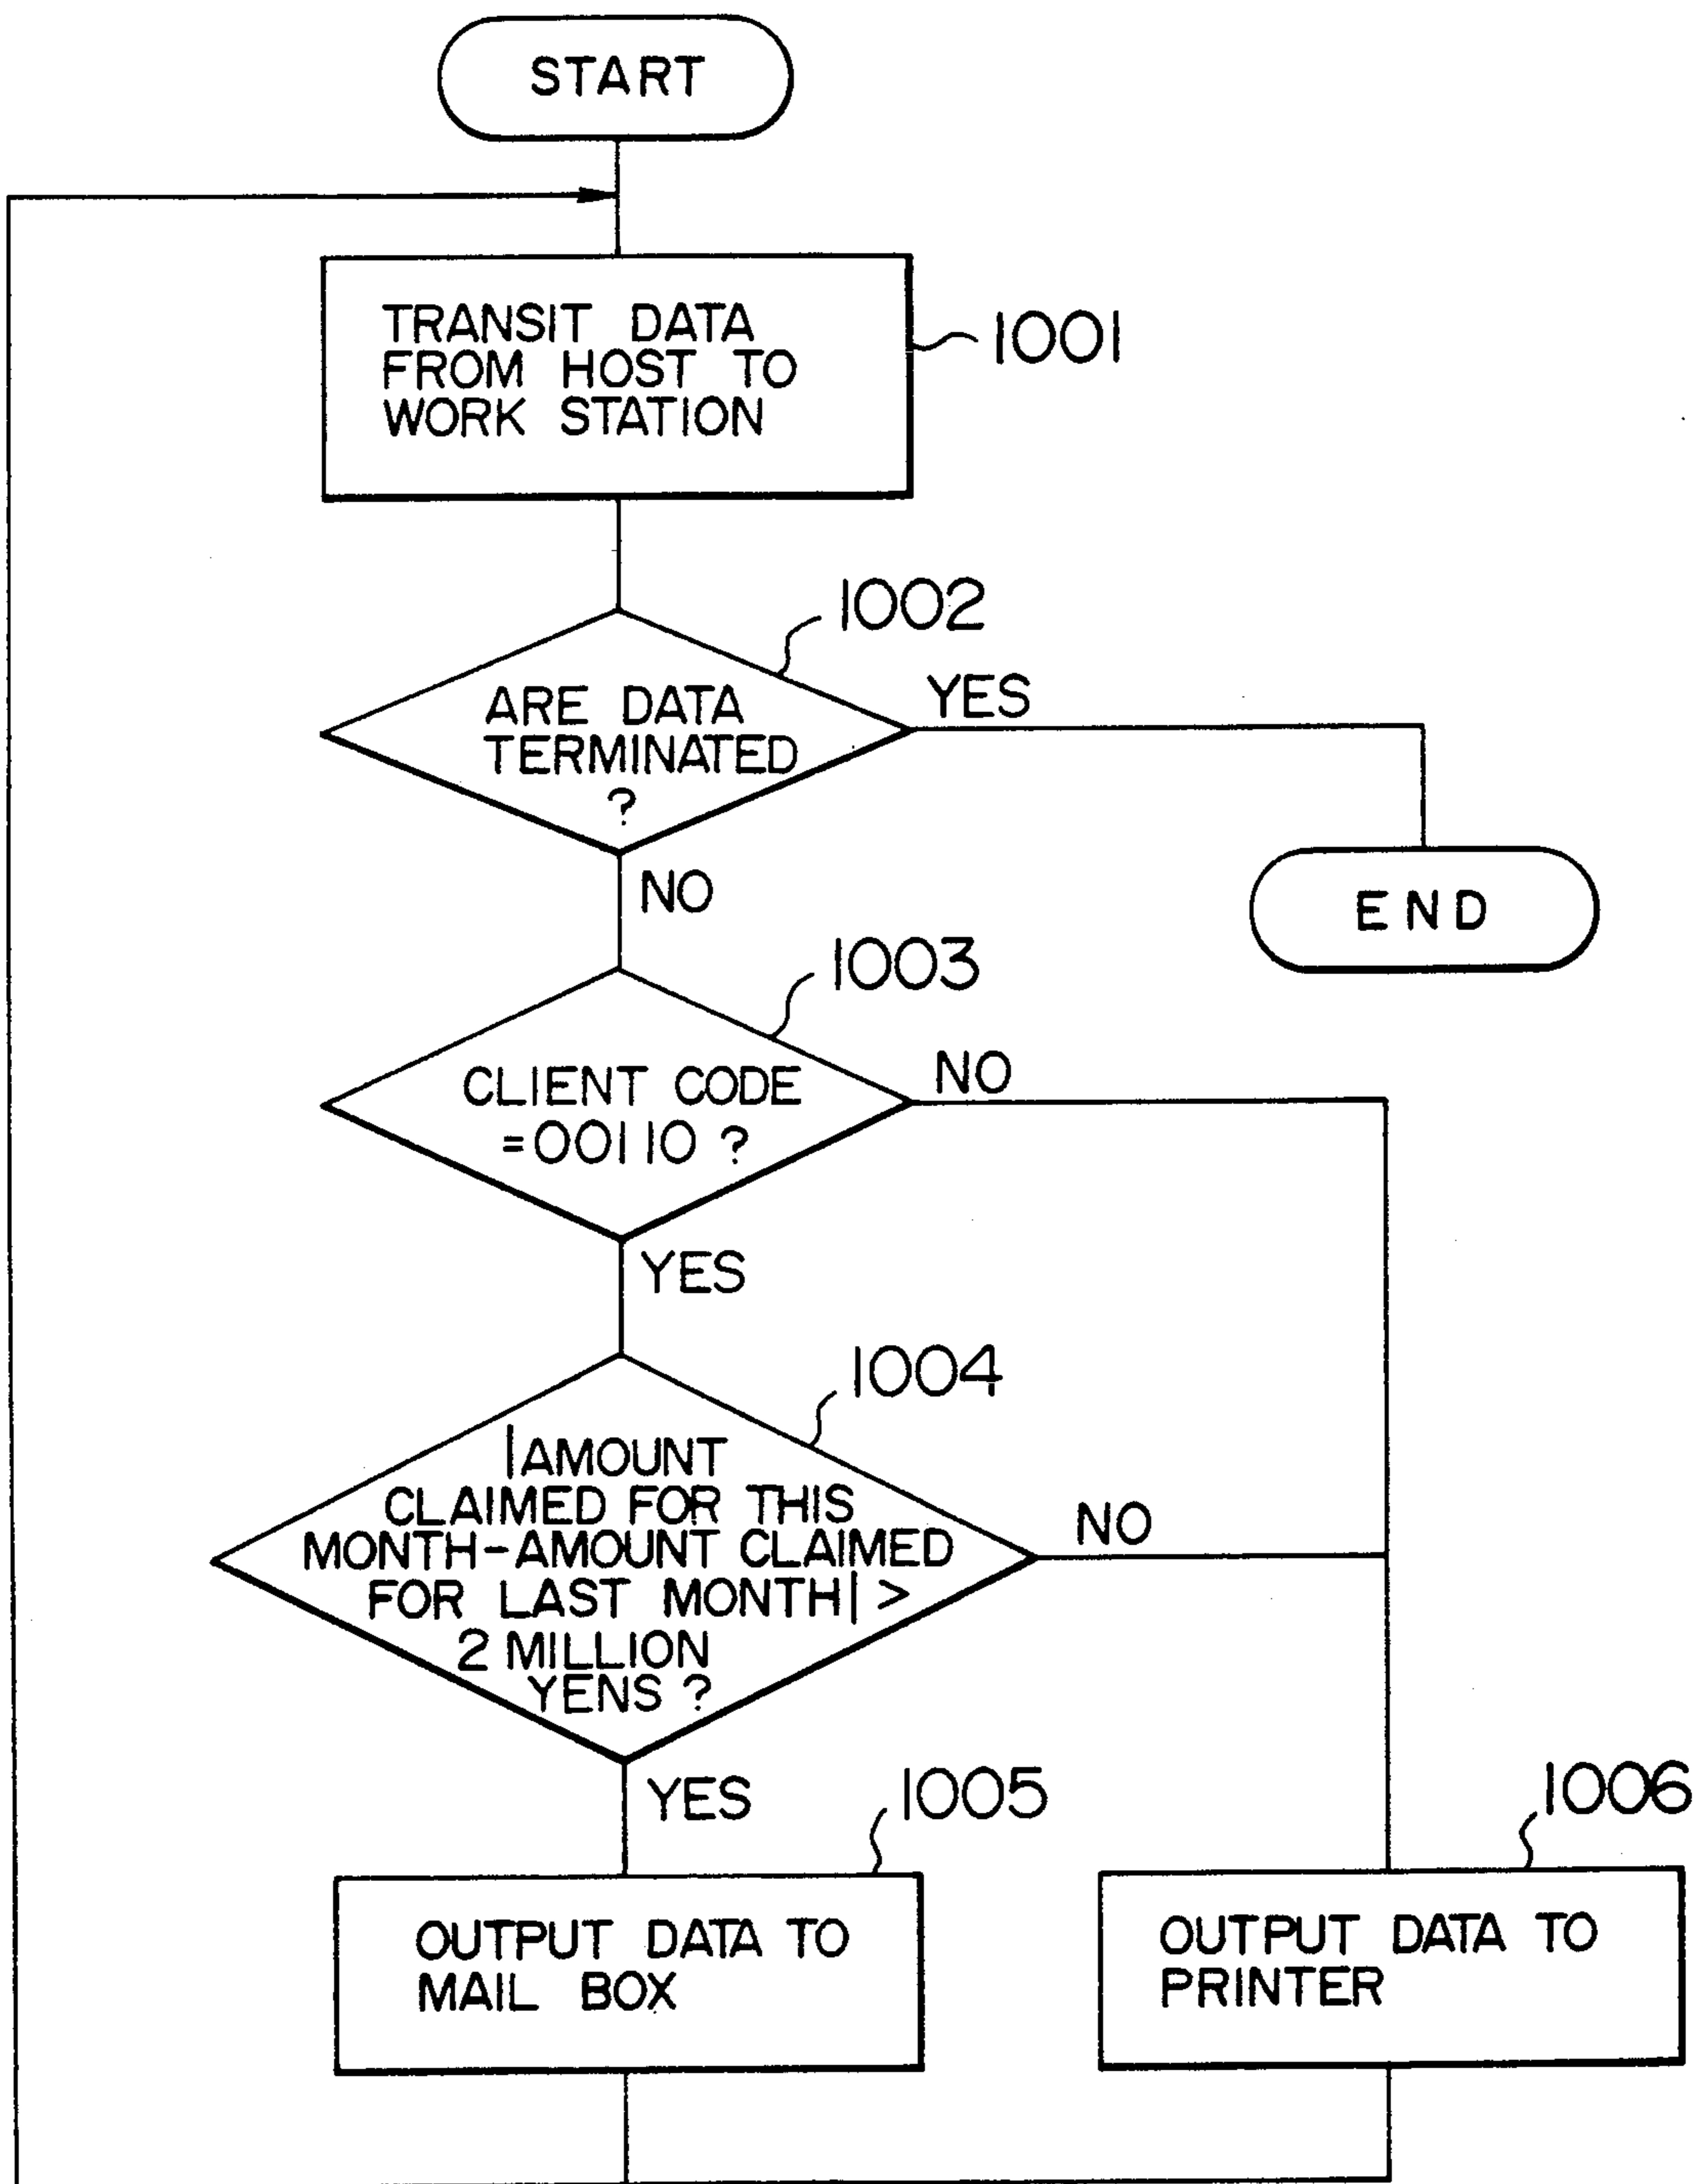 START
TRANSIT DATA
FROM HOST TO
WORK STATION
1001
1002
ARE DATA
TERMINATED
?
YES
NO
END
1003
CLIENT CODE
=00110 ?
NO
YES
1004
|AMOUNT
CLAIMED FOR THIS
MONTH-AMOUNT CLAIMED
FOR LAST MONTH| >
2 MILLION
YENS ?
NO
YES
1005
1006
OUTPUT DATA TO
MAIL BOX
OUTPUT DATA TO
PRINTER